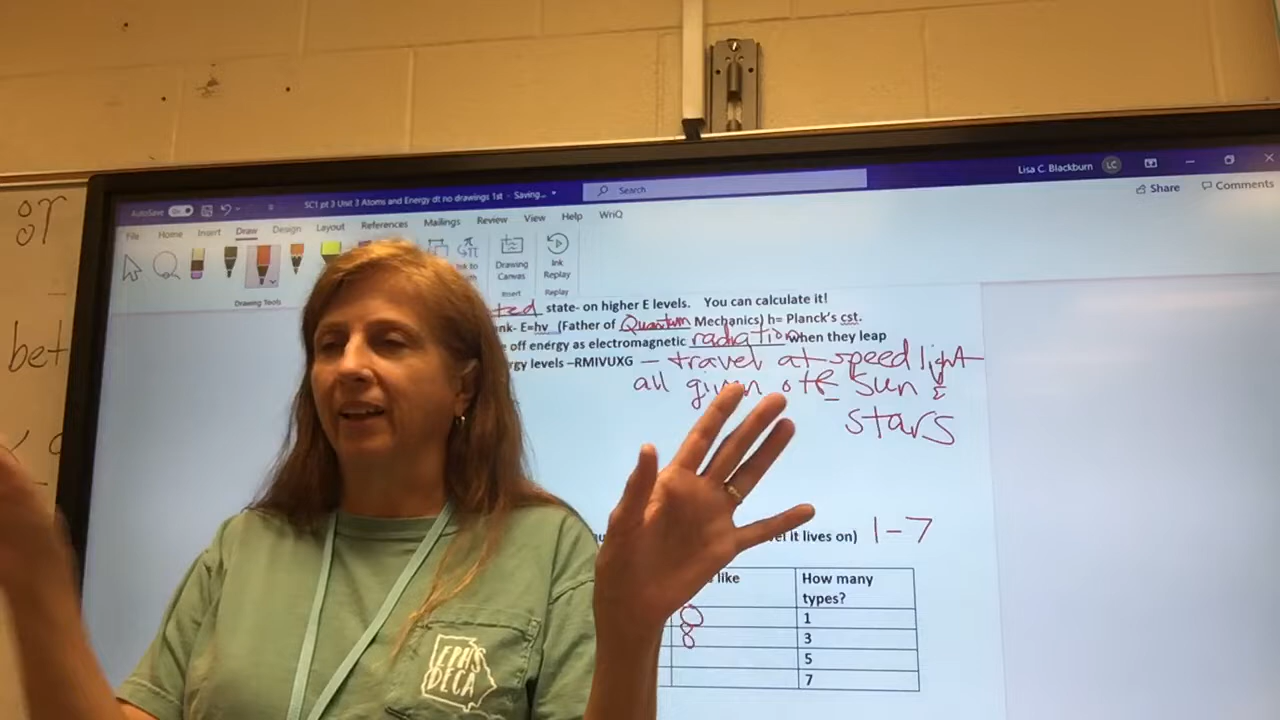 or
bet
AutoSave On
SC1 pt 3 Unit 3 Atoms and Energy dt no drawings 1st - Saving...
Search
Lisa C. Blackburn LC
File Home Insert Draw Design Layout References Mailings Review View Help WriQ
Share Comments
Drawing Canvas
Ink Replay
Drawing Tools
Insert
Replay
ted state- on higher E levels. You can calculate it!
nk- E=hv (Father of Quantum Mechanics) h= Planck's cst.
off energy as electromagnetic radiation when they leap
rgy levels –RMIVUXG — travel at speed light
all given off Sun &
stars
it lives on) 1-7
like
How many types?
1
3
5
7
EPHS
DECA